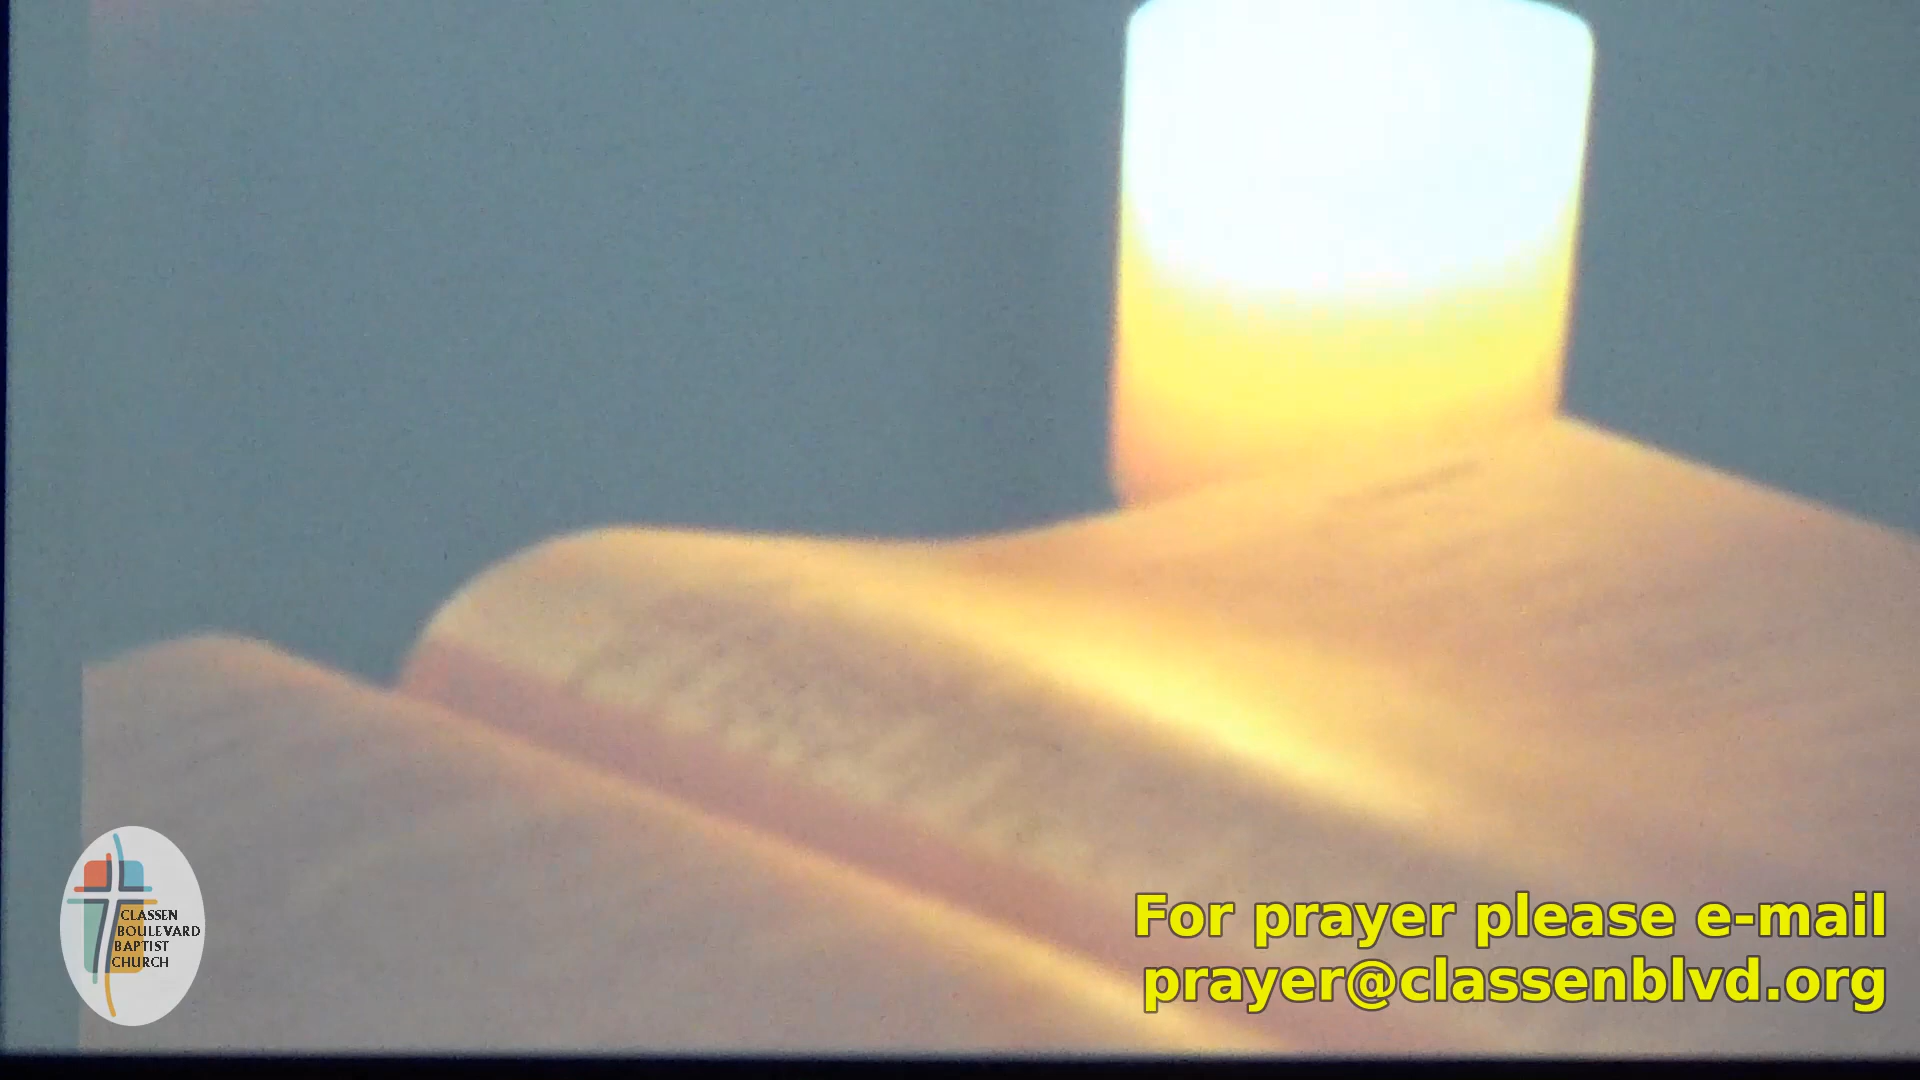 CLASSEN
BOULEVARD
BAPTIST
CHURCH
For prayer please e-mail
prayer@classenblvd.org